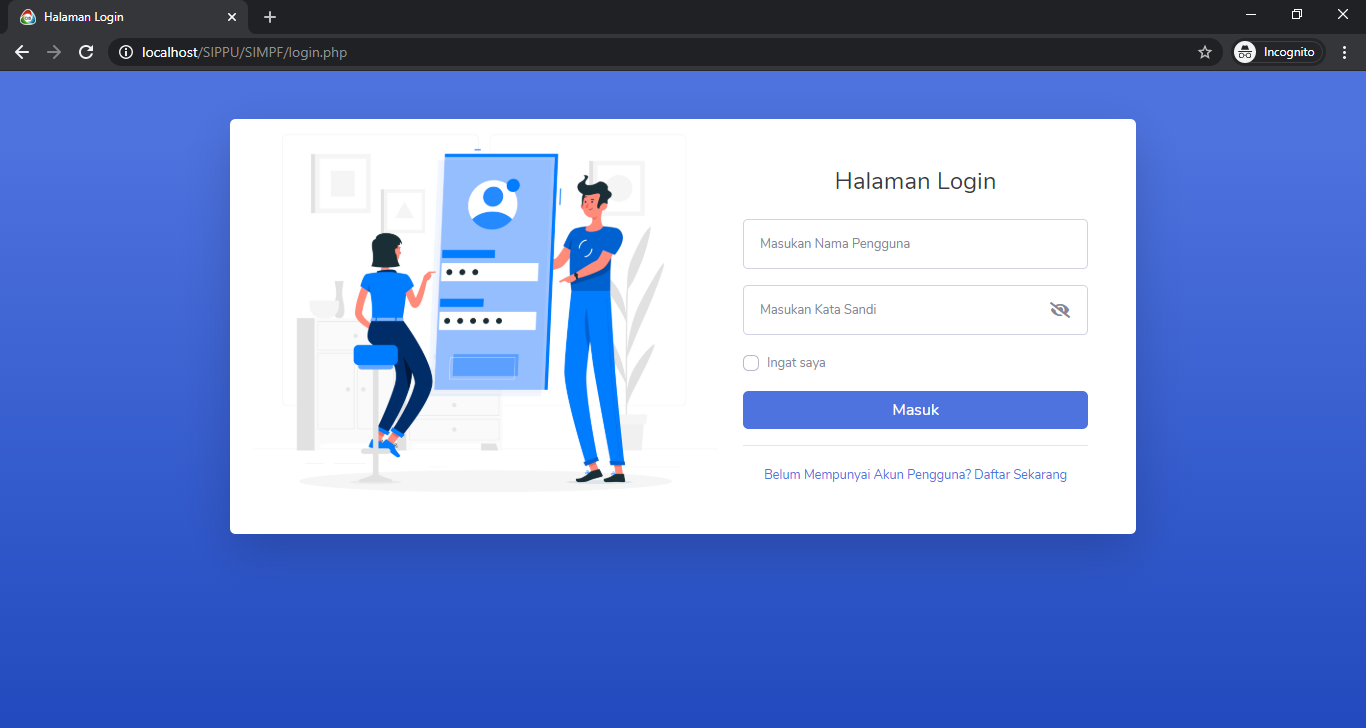 Halaman Login
localhost/SIPPU/SIMPF/login.php
Incognito
Halaman Login
Masukan Nama Pengguna
Masukan Kata Sandi
Ingat saya
Masuk
Belum Mempunyai Akun Pengguna? Daftar Sekarang